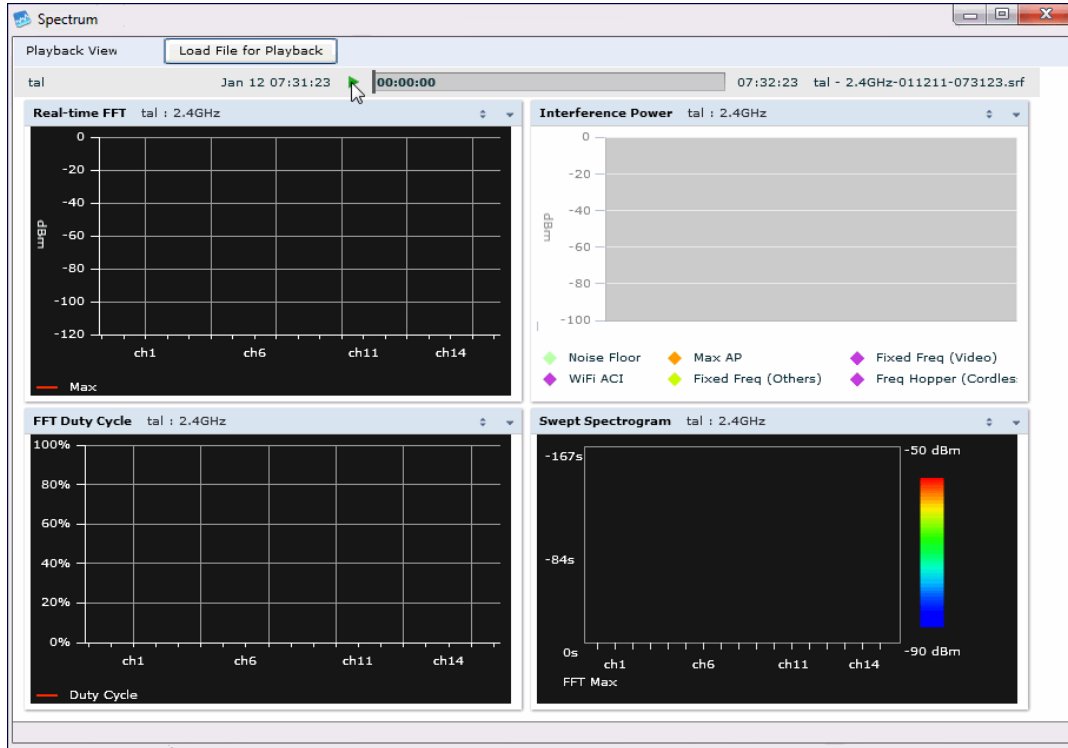 Spectrum
Playback View Load File for Playback
tal Jan 12 07:31:23 00:00:00 07:32:23 tal - 2.4GHz-011211-073123.srf
Real-time FFT tal : 2.4GHz
0
-20
-40
-60
-80
-100
-120
dBm
ch1 ch6 ch11 ch14
Max
Interference Power tal : 2.4GHz
0
-20
-40
-60
-80
-100
dBm
Noise Floor Max AP Fixed Freq (Video)
WiFi ACI Fixed Freq (Others) Freq Hopper (Cordles
FFT Duty Cycle tal : 2.4GHz
100%
80%
60%
40%
20%
0%
ch1 ch6 ch11 ch14
Duty Cycle
Swept Spectrogram tal : 2.4GHz
-167s -50 dBm
-84s
0s -90 dBm
ch1 ch6 ch11 ch14
FFT Max